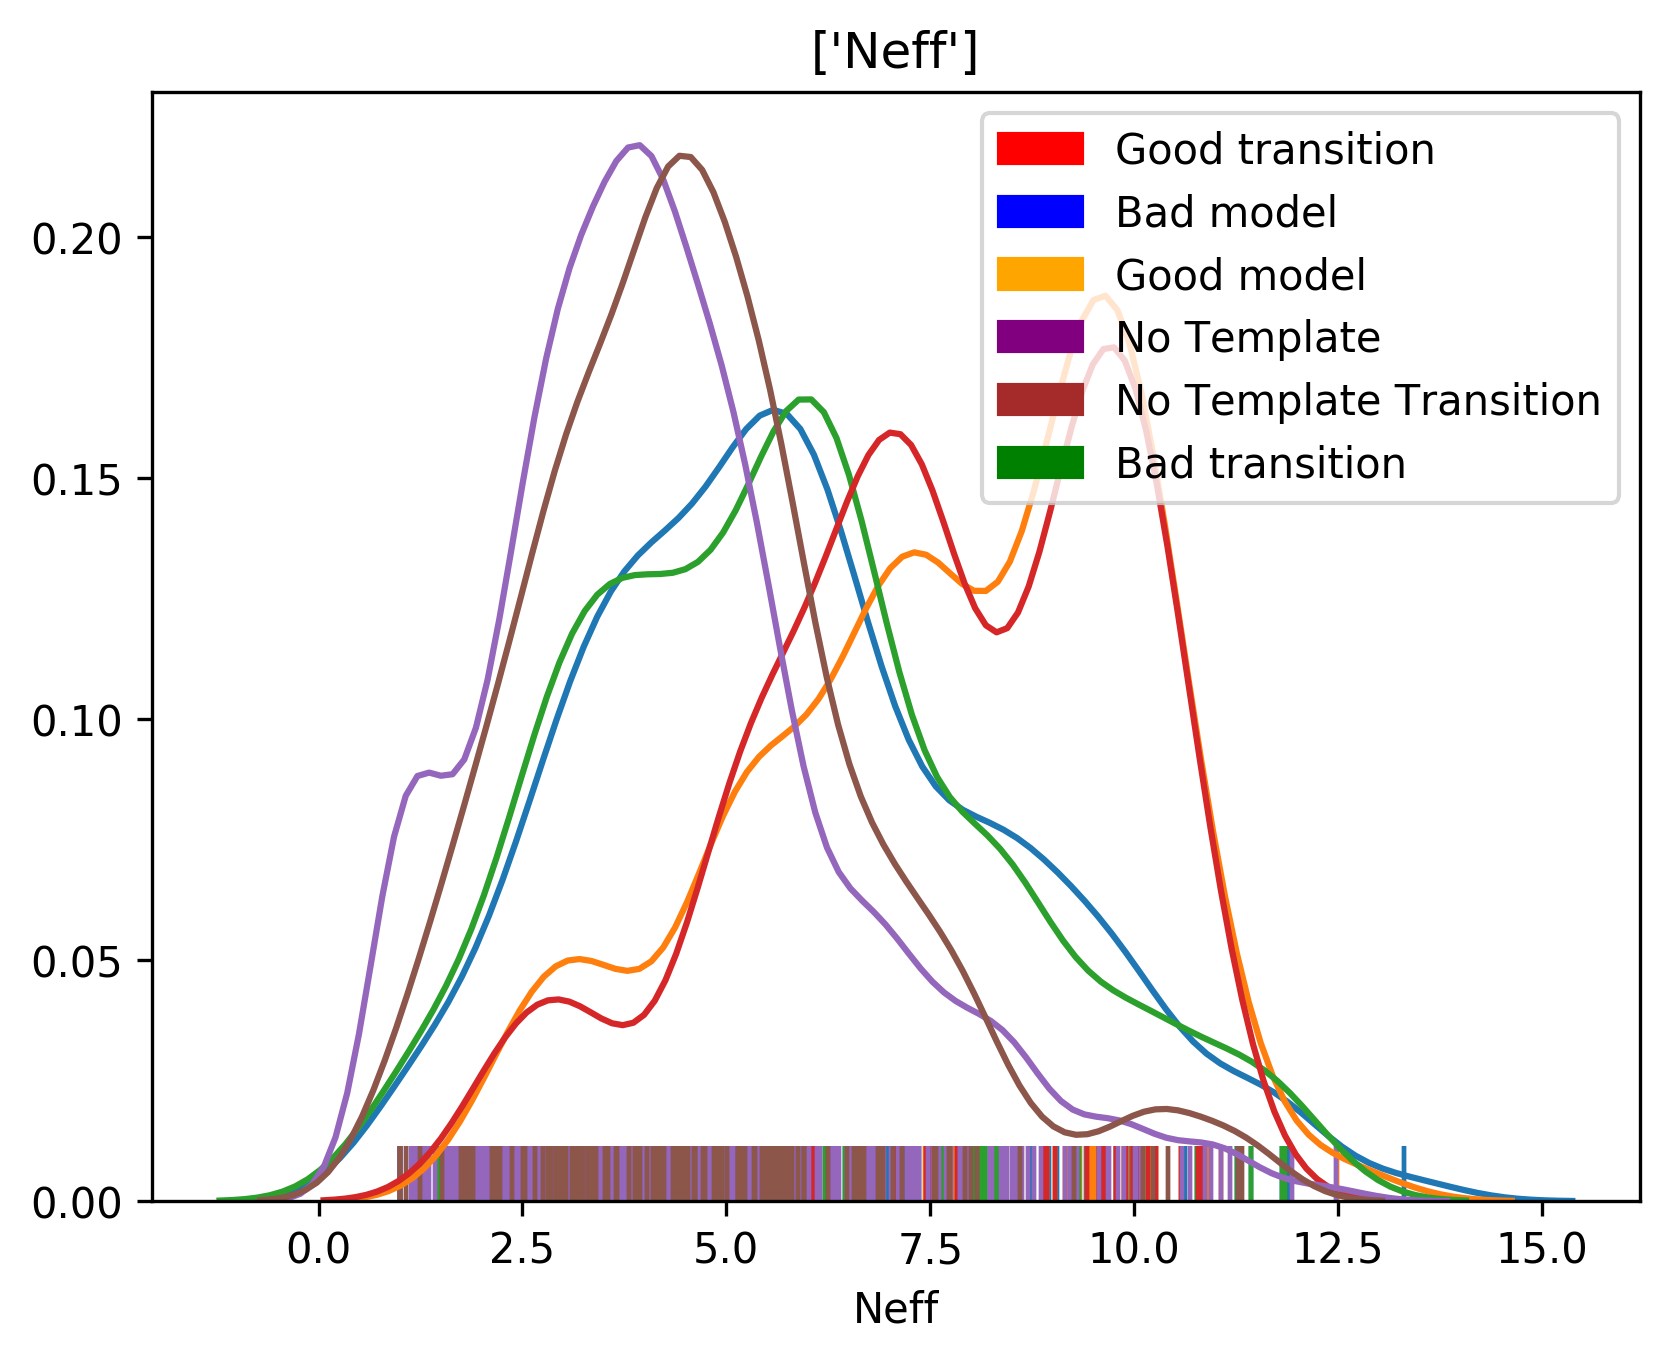 ['Neff']
Good transition
Bad model
Good model
No Template
No Template Transition
Bad transition
0.20
0.15
0.10
0.05
0.00
0.0 2.5 5.0 7.5 10.0 12.5 15.0
Neff